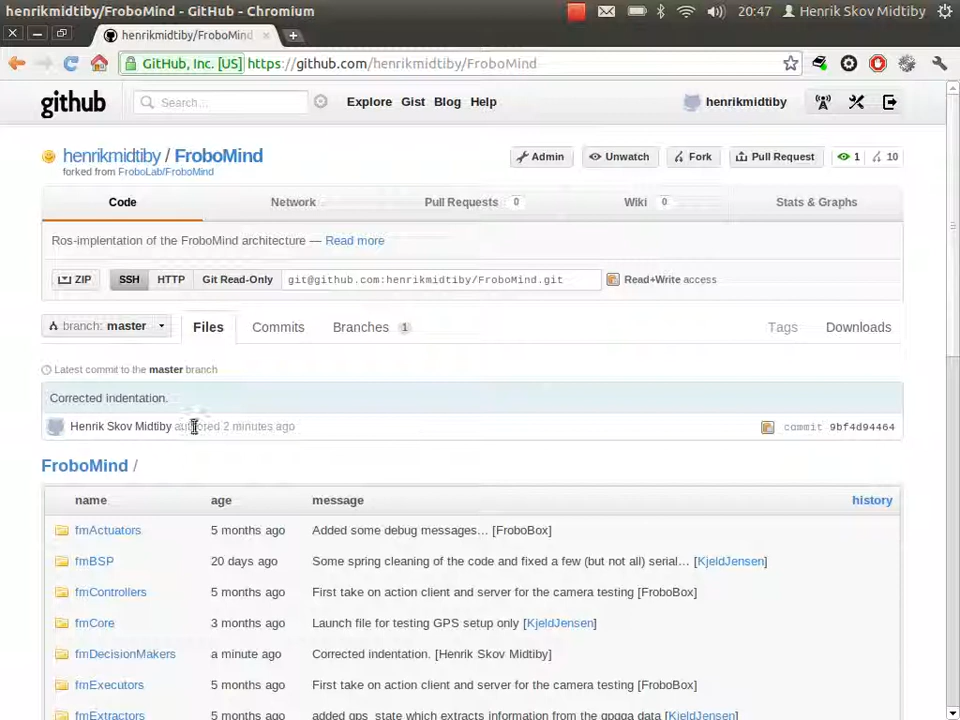 henrikmidtiby/FroboMind - GitHub - Chromium
20:47 Henrik Skov Midtiby
henrikmidtiby/FroboMind
GitHub, Inc. [US] https://github.com/henrikmidtiby/FroboMind
github Search... Explore Gist Blog Help henrikmidtiby
henrikmidtiby / FroboMind Admin Unwatch Fork Pull Request 1 10
forked from FroboLab/FroboMind
Code Network Pull Requests 0 Wiki 0 Stats & Graphs
Ros-implentation of the FroboMind architecture — Read more
ZIP SSH HTTP Git Read-Only git@github.com:henrikmidtiby/FroboMind.git Read+Write access
branch: master Files Commits Branches 1 Tags Downloads
Latest commit to the master branch
Corrected indentation.
Henrik Skov Midtiby authored 2 minutes ago commit 9bf4d94464
FroboMind /
name age message history
fmActuators 5 months ago Added some debug messages... [FroboBox]
fmBSP 20 days ago Some spring cleaning of the code and fixed a few (but not all) serial... [KjeldJensen]
fmControllers 5 months ago First take on action client and server for the camera testing [FroboBox]
fmCore 3 months ago Launch file for testing GPS setup only [KjeldJensen]
fmDecisionMakers a minute ago Corrected indentation. [Henrik Skov Midtiby]
fmExecutors 5 months ago First take on action client and server for the camera testing [FroboBox]
fmExtractors 5 months ago added gps_state which extracts information from the gpgga data [KjeldJensen]